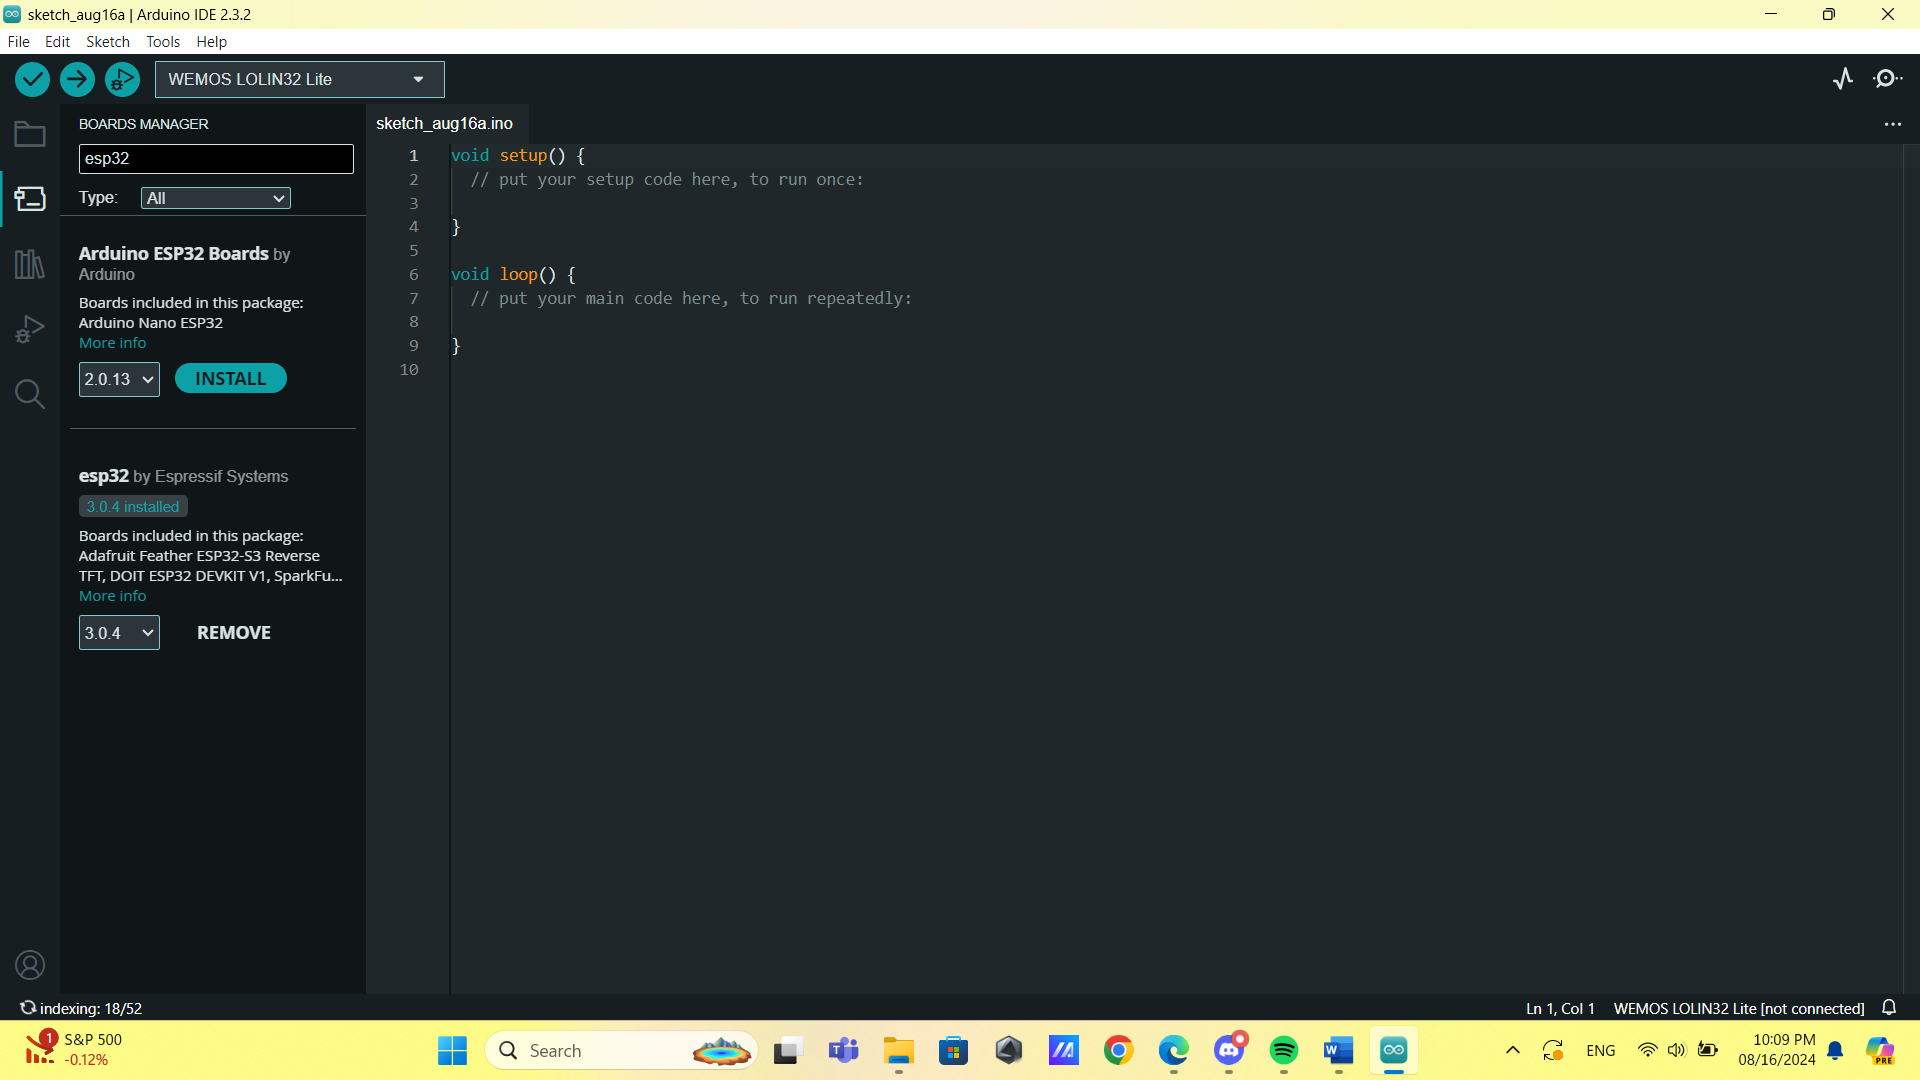 sketch_aug16a | Arduino IDE 2.3.2
File Edit Sketch Tools Help
WEMOS LOLIN32 Lite
BOARDS MANAGER
esp32
Type: All
Arduino ESP32 Boards by
Arduino
Boards included in this package:
Arduino Nano ESP32
More info
2.0.13 INSTALL
esp32 by Espressif Systems
3.0.4 installed
Boards included in this package:
Adafruit Feather ESP32-S3 Reverse
TFT, DOIT ESP32 DEVKIT V1, SparkFu...
More info
3.0.4 REMOVE
sketch_aug16a.ino
1 void setup() {
2 // put your setup code here, to run once:
3
4 }
5
6 void loop() {
7 // put your main code here, to run repeatedly:
8
9 }
10
indexing: 18/52
Ln 1, Col 1 WEMOS LOLIN32 Lite [not connected]
1 S&P 500
-0.12%
Search
W
ENG
10:09 PM
08/16/2024
PRE